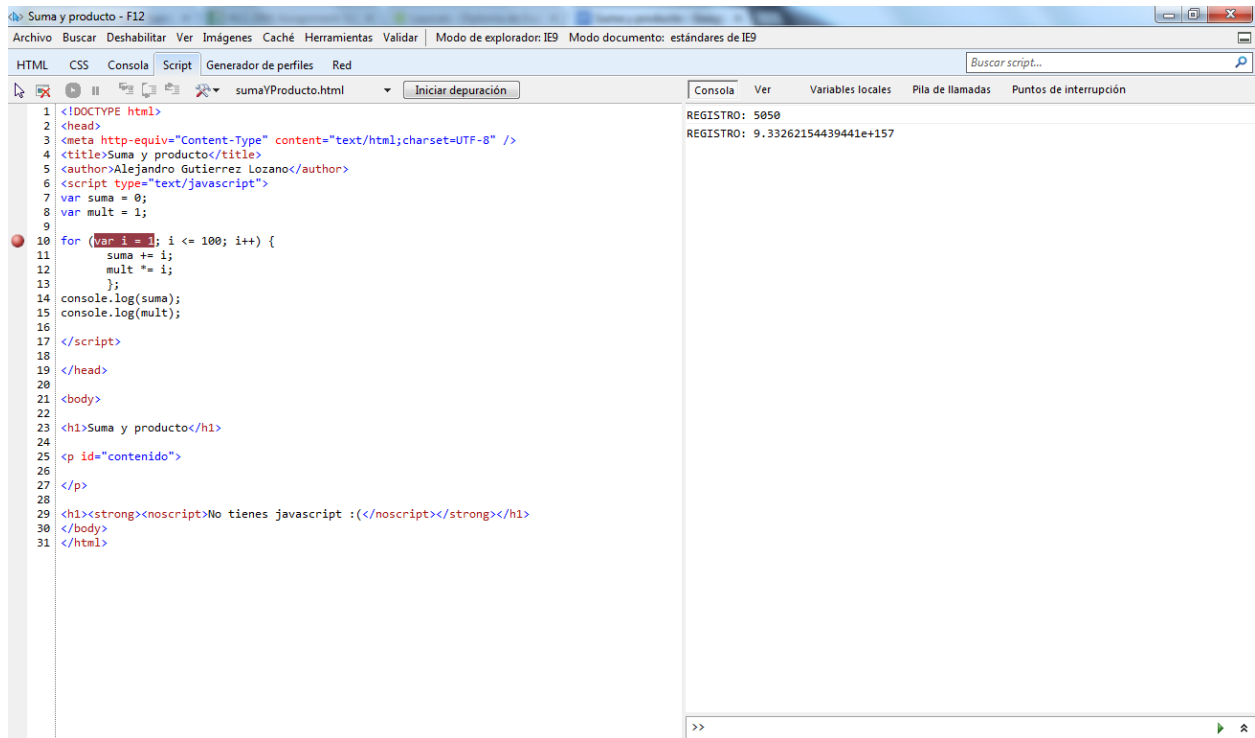 Suma y producto - F12
Archivo Buscar Deshabilitar Ver Imágenes Caché Herramientas Validar Modo de explorador: IE9 Modo documento: estándares de IE9
HTML CSS Consola Script Generador de perfiles Red Buscar script...
sumaYProducto.html Iniciar depuración Consola Ver Variables locales Pila de llamadas Puntos de interrupción
1 <!DOCTYPE html>
2 <head>
3 <meta http-equiv="Content-Type" content="text/html;charset=UTF-8" />
4 <title>Suma y producto</title>
5 <author>Alejandro Gutierrez Lozano</author>
6 <script type="text/javascript">
7 var suma = 0;
8 var mult = 1;
9
10 for (var i = 1; i <= 100; i++) {
11 suma += i;
12 mult *= i;
13 };
14 console.log(suma);
15 console.log(mult);
16
17 </script>
18
19 </head>
20
21 <body>
22
23 <h1>Suma y producto</h1>
24
25 <p id="contenido">
26
27 </p>
28
29 <h1><strong><noscript>No tienes javascript :(</noscript></strong></h1>
30 </body>
31 </html>
REGISTRO: 5050
REGISTRO: 9.33262154439441e+157
>>